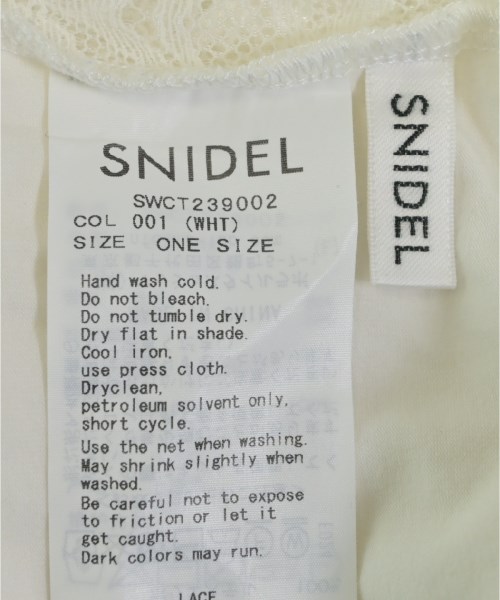 SNIDEL
SWCT239002
COL 001 (WHT)
SIZE ONE SIZE
Hand wash cold.
Do not bleach.
Do not tumble dry.
Dry flat in shade.
Cool iron,
use press cloth.
Dryclean,
petroleum solvent only,
short cycle.
Use the net when washing.
May shrink slightly when
washed.
Be careful not to expose
to friction or let it
get caught.
Dark colors may run.
LACE
SNIDEL